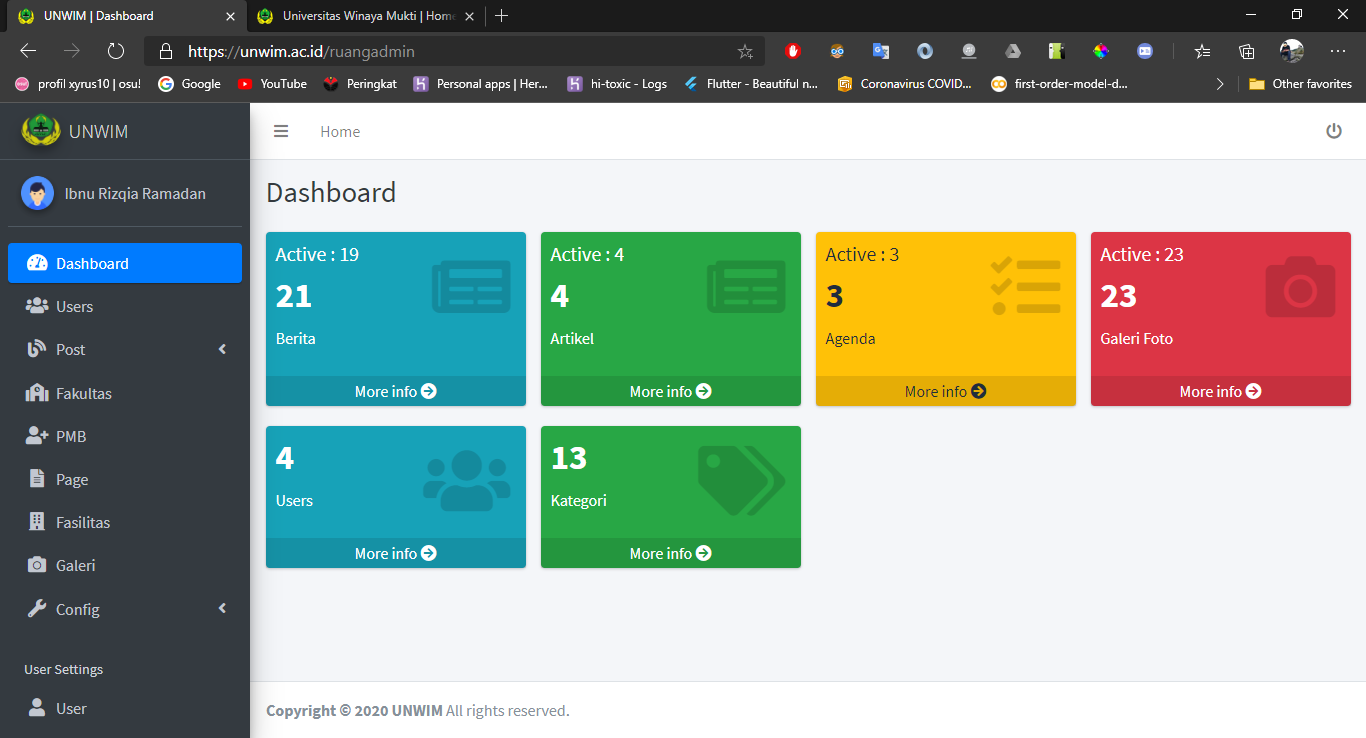 UNWIM | Dashboard
Universitas Winaya Mukti | Home
https://unwim.ac.id/ruangadmin
profil xyrus10 | osu!
Google
YouTube
Peringkat
Personal apps | Her...
hi-toxic - Logs
Flutter - Beautiful n...
Coronavirus COVID...
first-order-model-d...
Other favorites
UNWIM
Home
Ibnu Rizqia Ramadan
Dashboard
Users
Post
Fakultas
PMB
Page
Fasilitas
Galeri
Config
User Settings
User
Dashboard
Active : 19
21
Berita
More info
Active : 4
4
Artikel
More info
Active : 3
3
Agenda
More info
Active : 23
23
Galeri Foto
More info
4
Users
More info
13
Kategori
More info
Copyright © 2020 UNWIM All rights reserved.